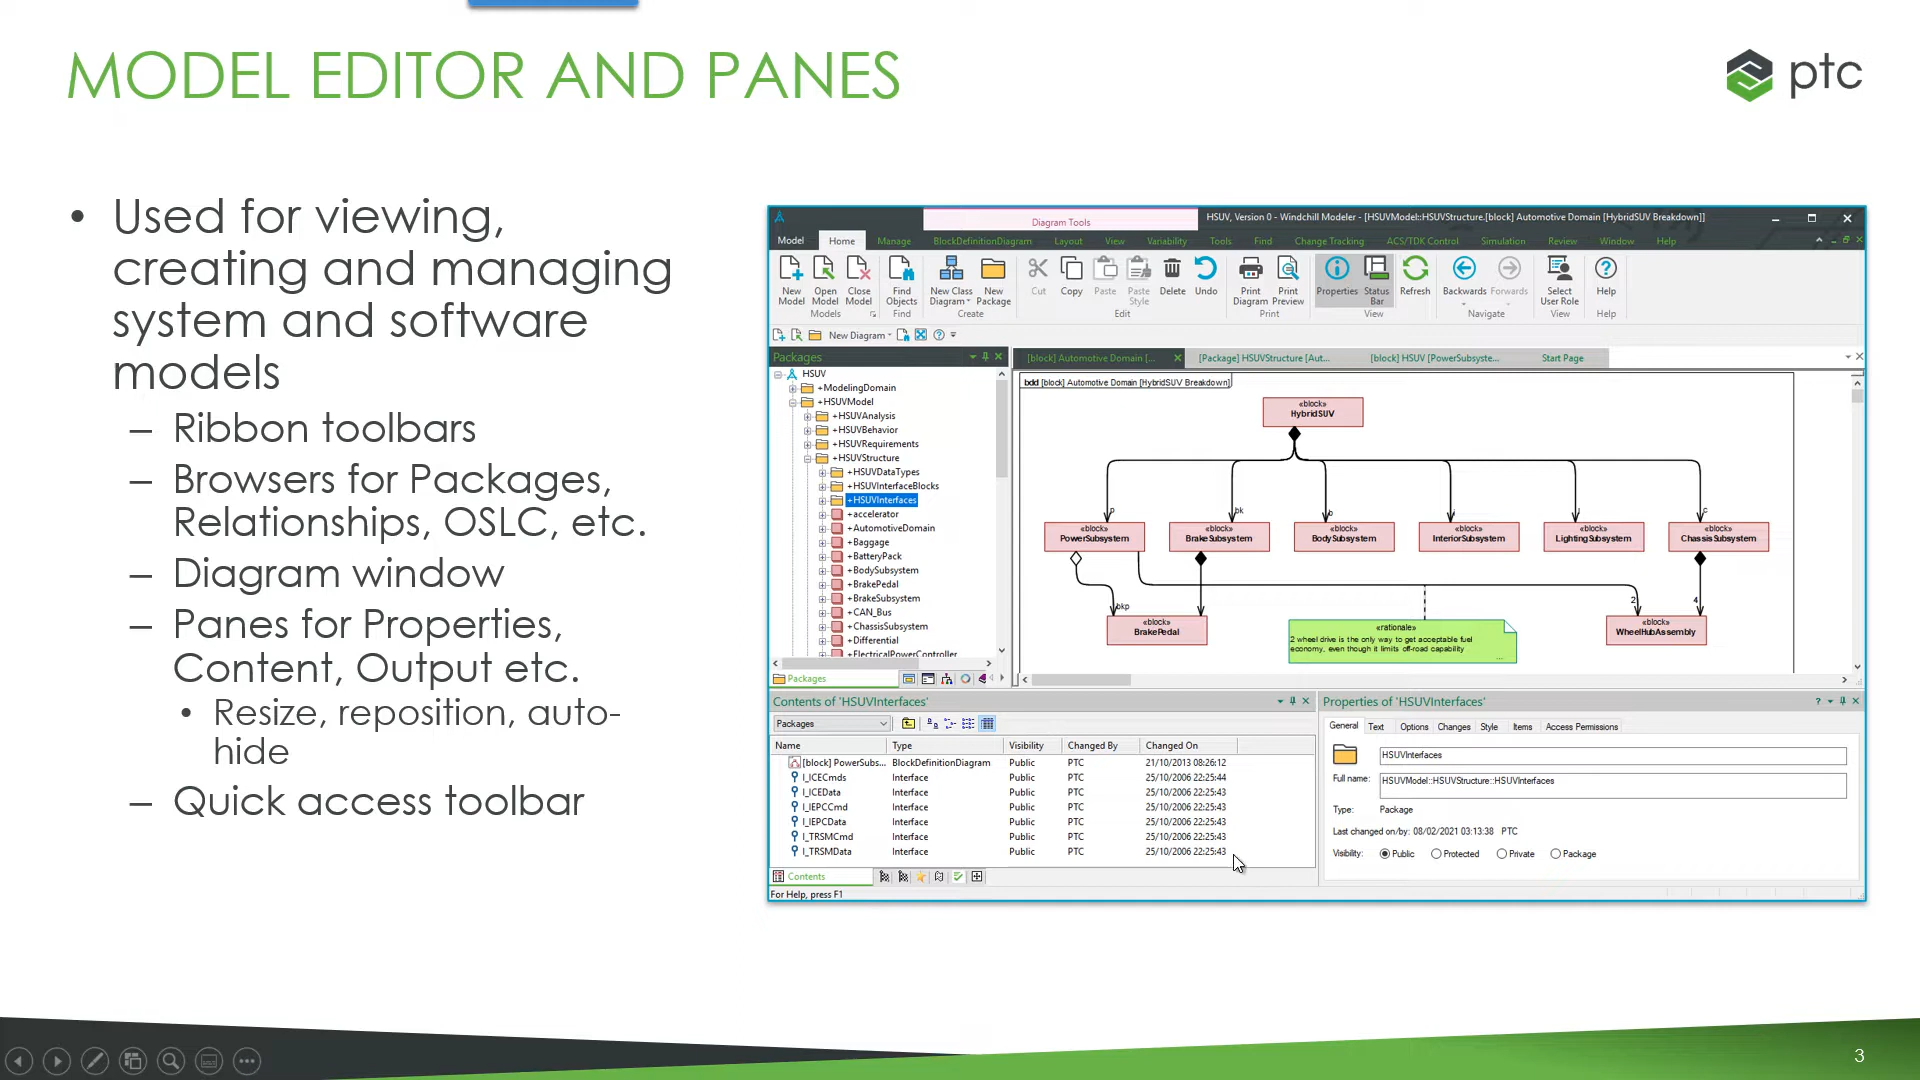 MODEL EDITOR AND PANES
ptc
• Used for viewing,
creating and managing
system and software
models
– Ribbon toolbars
– Browsers for Packages,
Relationships, OSLC, etc.
– Diagram window
– Panes for Properties,
Content, Output etc.
• Resize, reposition, auto-
hide
– Quick access toolbar
Diagram Tools
HSUV, Version 0 - Windchill Modeler - [HSUVModel::HSUVStructure.[block] Automotive Domain [HybridSUV Breakdown]]
Model Home Manage BlockDefinitionDiagram Layout View Variability Tools Find Change Tracking ACS/TDK Control Simulation Review Window Help
New Model Open Model Close Model Find Objects New Class Diagram New Package Cut Copy Paste Paste Style Delete Undo Print Diagram Print Preview Properties Status Bar Refresh Backwards Forwards Select User Role Help
Models Find Create Edit Print View Navigate View Help
New Diagram
Packages
HSUV
+ModelingDomain
+HSUVModel
+HSUVAnalysis
+HSUVBehavior
+HSUVRequirements
+HSUVStructure
+HSUVDataTypes
+HSUVInterfaceBlocks
+HSUVInterfaces
+accelerator
+AutomotiveDomain
+Baggage
+BatteryPack
+BodySubsystem
+BrakePedal
+BrakeSubsystem
+CAN_Bus
+ChassisSubsystem
+Differential
+ElectricalPowerController
Packages
[block] Automotive Domain [... [Package] HSUVStructure [Aut... [block] HSUV [PowerSubsyste... Start Page
bdd [block] Automotive Domain [HybridSUV Breakdown]
«block»
HybridSUV
p bk b i l c
«block» «block» «block» «block» «block» «block»
PowerSubsystem BrakeSubsystem BodySubsystem InteriorSubsystem LightingSubsystem ChassisSubsystem
bkp 2 4
«block»
BrakePedal
«rationale»
2 wheel drive is the only way to get acceptable fuel
economy, even though it limits off-road capability
...
«block»
WheelHubAssembly
Contents of 'HSUVInterfaces'
Packages
Name Type Visibility Changed By Changed On
[block] PowerSubs... BlockDefinitionDiagram Public PTC 21/10/2013 08:26:12
I_ICECmds Interface Public PTC 25/10/2006 22:25:44
I_ICEData Interface Public PTC 25/10/2006 22:25:43
I_IEPCCmd Interface Public PTC 25/10/2006 22:25:43
I_IEPCData Interface Public PTC 25/10/2006 22:25:43
I_TRSMCmd Interface Public PTC 25/10/2006 22:25:43
I_TRSMData Interface Public PTC 25/10/2006 22:25:43
Contents
For Help, press F1
Properties of 'HSUVInterfaces'
General Text Options Changes Style Items Access Permissions
HSUVInterfaces
Full name: HSUVModel::HSUVStructure::HSUVInterfaces
Type: Package
Last changed on/by: 08/02/2021 03:13:38 PTC
Visibility: Public Protected Private Package
3